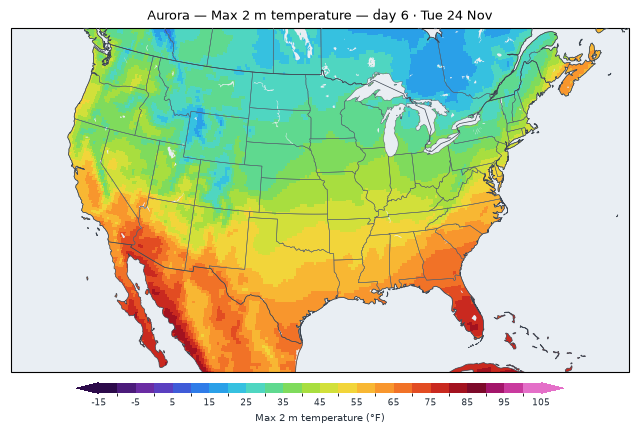 Aurora — Max 2 m temperature — day 6 · Tue 24 Nov
-15 -5 5 15 25 35 45 55 65 75 85 95 105
Max 2 m temperature (°F)